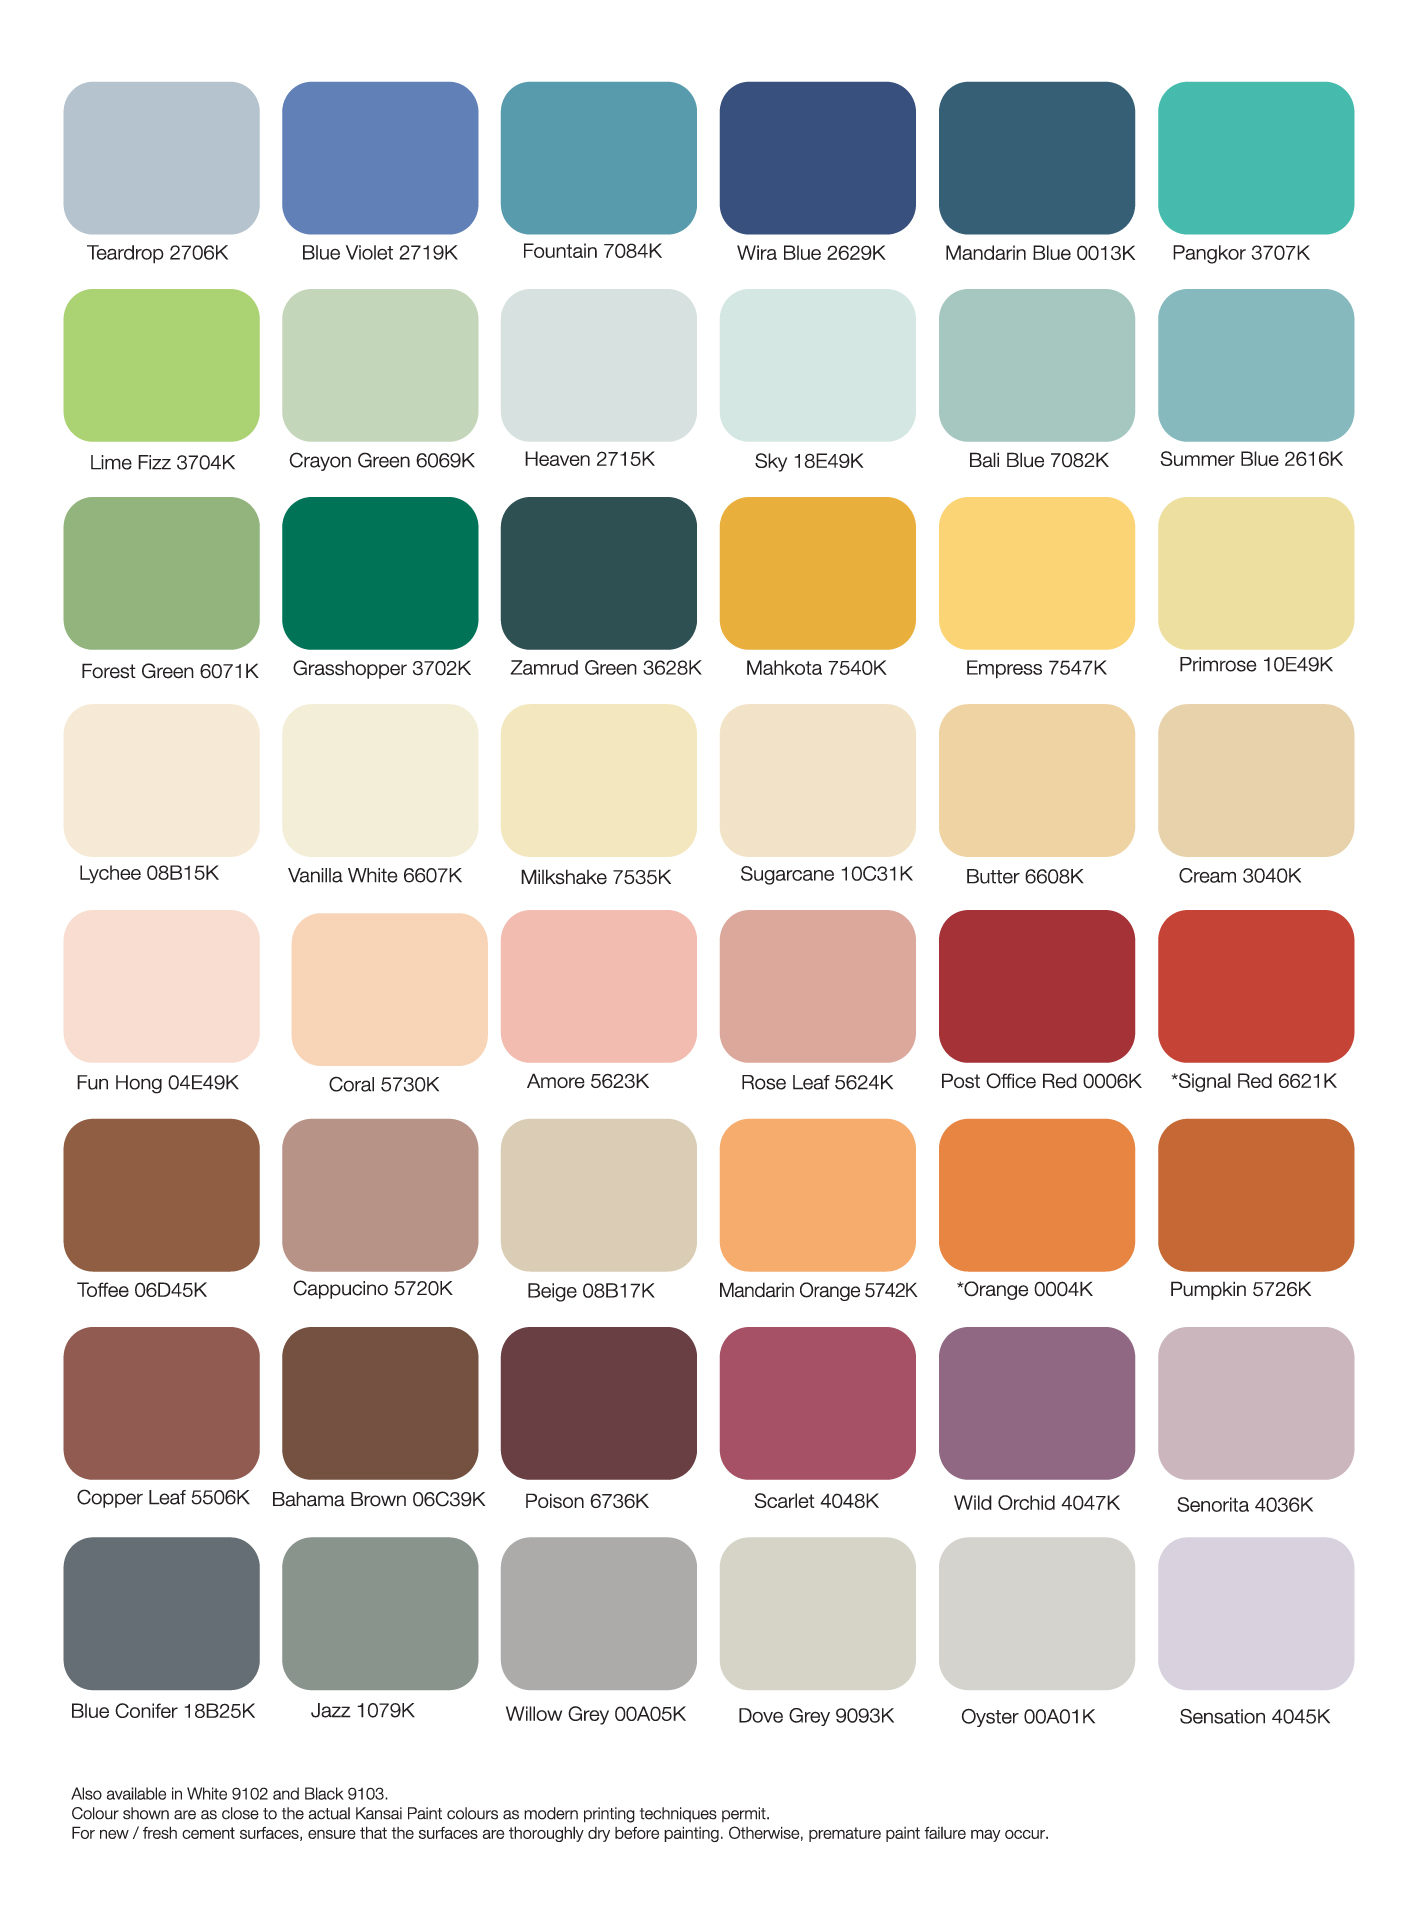 Teardrop 2706K
Blue Violet 2719K
Fountain 7084K
Wira Blue 2629K
Mandarin Blue 0013K
Pangkor 3707K
Lime Fizz 3704K
Crayon Green 6069K
Heaven 2715K
Sky 18E49K
Bali Blue 7082K
Summer Blue 2616K
Forest Green 6071K
Grasshopper 3702K
Zamrud Green 3628K
Mahkota 7540K
Empress 7547K
Primrose 10E49K
Lychee 08B15K
Vanilla White 6607K
Milkshake 7535K
Sugarcane 10C31K
Butter 6608K
Cream 3040K
Fun Hong 04E49K
Coral 5730K
Amore 5623K
Rose Leaf 5624K
Post Office Red 0006K
*Signal Red 6621K
Toffee 06D45K
Cappucino 5720K
Beige 08B17K
Mandarin Orange 5742K
*Orange 0004K
Pumpkin 5726K
Copper Leaf 5506K
Bahama Brown 06C39K
Poison 6736K
Scarlet 4048K
Wild Orchid 4047K
Senorita 4036K
Blue Conifer 18B25K
Jazz 1079K
Willow Grey 00A05K
Dove Grey 9093K
Oyster 00A01K
Sensation 4045K
Also available in White 9102 and Black 9103.
Colour shown are as close to the actual Kansai Paint colours as modern printing techniques permit.
For new / fresh cement surfaces, ensure that the surfaces are thoroughly dry before painting. Otherwise, premature paint failure may occur.